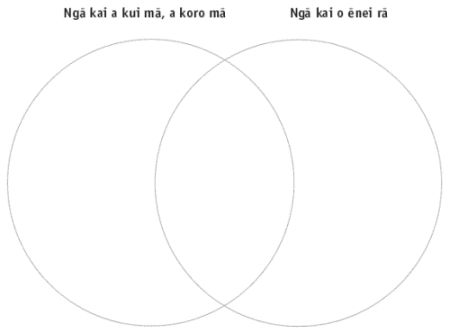 Ngā kai a kui mā, a koro mā
Ngā kai o ēnei rā